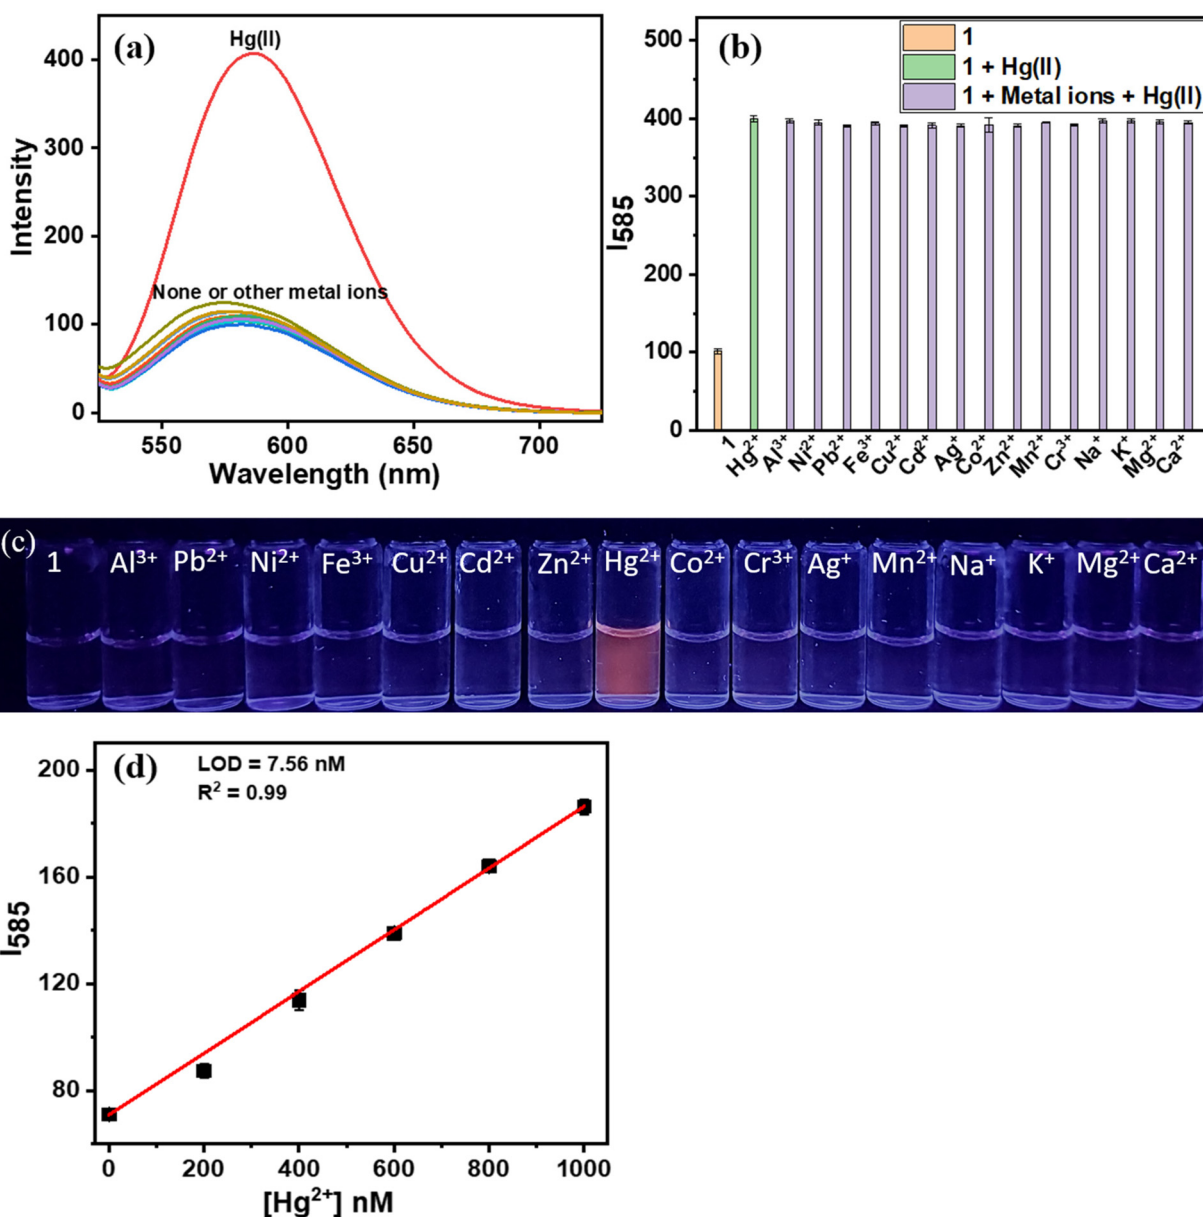 (a)
Hg(II)
None or other metal ions
Intensity
400
300
200
100
0
550 600 650 700
Wavelength (nm)
(b)
1
1 + Hg(II)
1 + Metal ions + Hg(II)
I585
500
400
300
200
100
0
1 Hg2+ Al3+ Ni2+ Pb2+ Fe3+ Cu2+ Cd2+ Ag+ Co2+ Zn2+ Mn2+ Cr3+ Na+ K+ Mg2+ Ca2+
(c)
1 Al3+ Pb2+ Ni2+ Fe3+ Cu2+ Cd2+ Zn2+ Hg2+ Co2+ Cr3+ Ag+ Mn2+ Na+ K+ Mg2+ Ca2+
(d)
LOD = 7.56 nM
R2 = 0.99
I585
200
160
120
80
0 200 400 600 800 1000
[Hg2+] nM